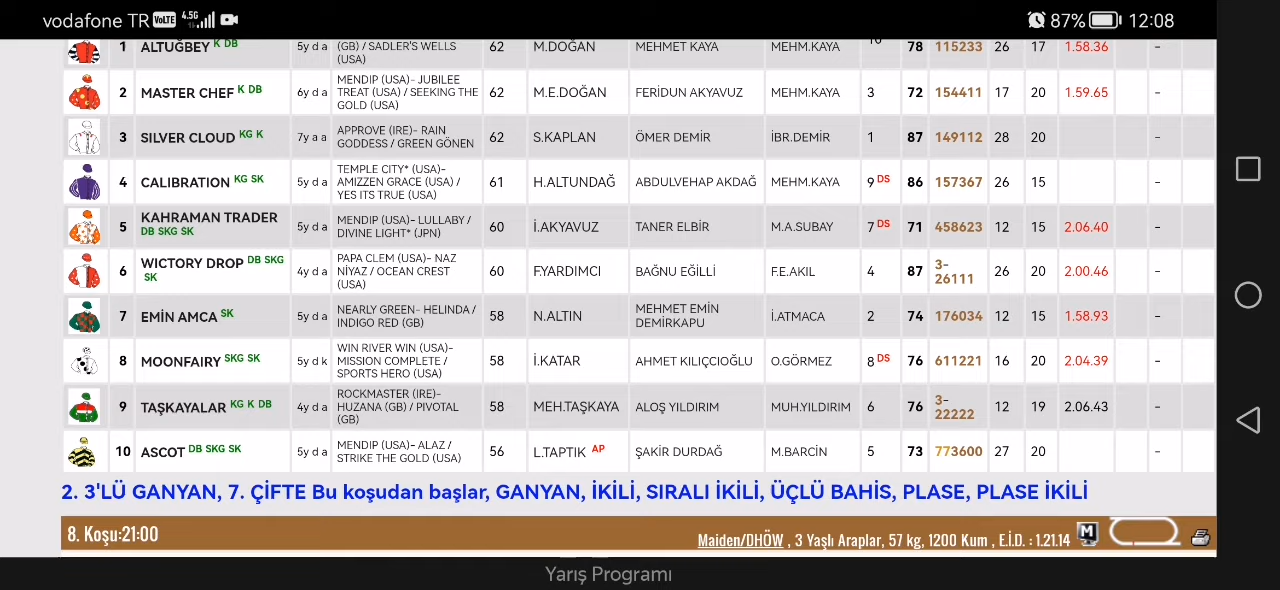 vodafone TR VoLTE 4.5G 87% 12:08
1 ALTUĞBEY K DB 5y d a (GB) / SADLER'S WELLS (USA) 62 M.DOĞAN MEHMET KAYA MEHM.KAYA 10 78 115233 26 17 1.58.36 -
2 MASTER CHEF K DB 6y d a MENDIP (USA)- JUBILEE TREAT (USA) / SEEKING THE GOLD (USA) 62 M.E.DOĞAN FERİDUN AKYAVUZ MEHM.KAYA 3 72 154411 17 20 1.59.65 -
3 SILVER CLOUD KG K 7y a a APPROVE (IRE)- RAIN GODDESS / GREEN GÖNEN 62 S.KAPLAN ÖMER DEMİR İBR.DEMİR 1 87 149112 28 20 -
4 CALIBRATION KG SK 5y d a TEMPLE CITY* (USA)- AMIZZEN GRACE (USA) / YES ITS TRUE (USA) 61 H.ALTUNDAĞ ABDULVEHAP AKDAĞ MEHM.KAYA 9 DS 86 157367 26 15 -
5 KAHRAMAN TRADER DB SKG SK 5y d a MENDIP (USA)- LULLABY / DIVINE LIGHT* (JPN) 60 İ.AKYAVUZ TANER ELBİR M.A.SUBAY 7 DS 71 458623 12 15 2.06.40 -
6 WICTORY DROP DB SKG SK 4y d a PAPA CLEM (USA)- NAZ NİYAZ / OCEAN CREST (USA) 60 F.YARDIMCI BAĞNU EĞİLLİ F.E.AKIL 4 87 3-26111 26 20 2.00.46 -
7 EMİN AMCA SK 5y d a NEARLY GREEN- HELINDA / INDIGO RED (GB) 58 N.ALTIN MEHMET EMİN DEMİRKAPU İ.ATMACA 2 74 176034 12 15 1.58.93 -
8 MOONFAIRY SKG SK 5y d k WIN RIVER WIN (USA)- MISSION COMPLETE / SPORTS HERO (USA) 58 İ.KATAR AHMET KILIÇCIOĞLU O.GÖRMEZ 8 DS 76 611221 16 20 2.04.39 -
9 TAŞKAYALAR KG K DB 4y d a ROCKMASTER (IRE)- HUZANA (GB) / PIVOTAL (GB) 58 MEH.TAŞKAYA ALOŞ YILDIRIM MUH.YILDIRIM 6 76 3-22222 12 19 2.06.43 -
10 ASCOT DB SKG SK 5y d a MENDIP (USA)- ALAZ / STRIKE THE GOLD (USA) 56 L.TAPTIK AP ŞAKİR DURDAĞ M.BARCİN 5 73 773600 27 20 -
2. 3'LÜ GANYAN, 7. ÇİFTE Bu koşudan başlar, GANYAN, İKİLİ, SIRALI İKİLİ, ÜÇLÜ BAHİS, PLASE, PLASE İKİLİ
8. Koşu:21:00
Maiden/DHÖW , 3 Yaşlı Araplar, 57 kg, 1200 Kum , E.İ.D. : 1.21.14 M
Yarış Programı